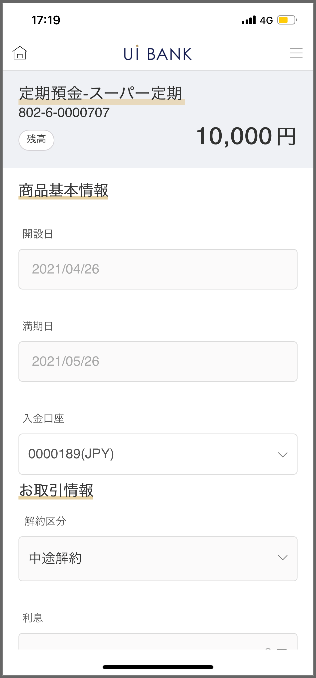 17:19
4G
UI BANK
定期預金-スーパー定期
802-6-0000707
残高
10,000 円
商品基本情報
開設日
2021/04/26
満期日
2021/05/26
入金口座
0000189(JPY)
お取引情報
解約区分
中途解約
利息